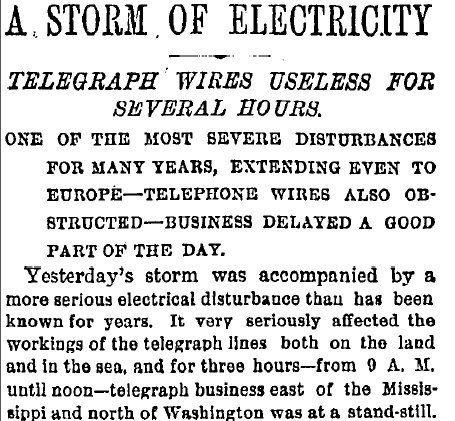 A STORM OF ELECTRICITY
TELEGRAPH WIRES USELESS FOR
SEVERAL HOURS.
ONE OF THE MOST SEVERE DISTURBANCES
FOR MANY YEARS, EXTENDING EVEN TO
EUROPE—TELEPHONE WIRES ALSO OB-
STRUCTED—BUSINESS DELAYED A GOOD
PART OF THE DAY.
Yesterday's storm was accompanied by a
more serious electrical disturbance than has been
known for years. It very seriously affected the
workings of the telegraph lines both on the land
and in the sea, and for three hours—from 9 A. M.
until noon—telegraph business east of the Missis-
sippi and north of Washington was at a stand-still.